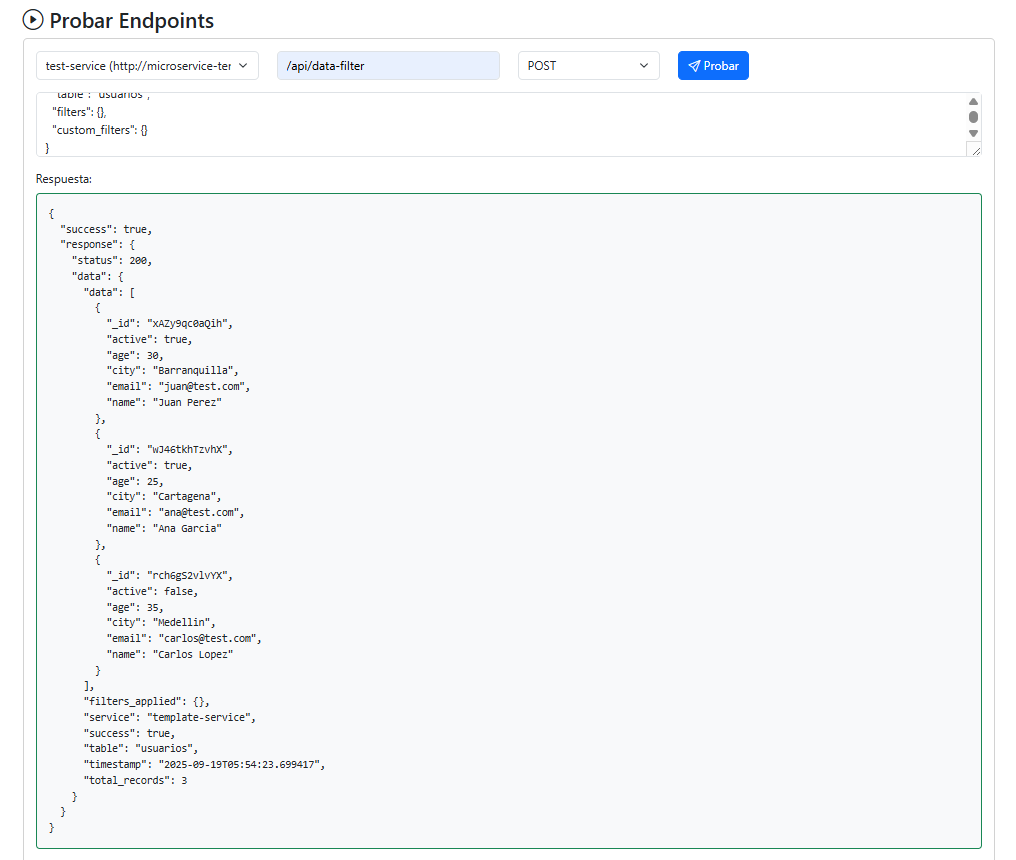 Probar Endpoints
test-service (http://microservice-ter
/api/data-filter
POST
Probar
"table": "usuarios",
"filters": {},
"custom_filters": {}
}
Respuesta:
{
"success": true,
"response": {
"status": 200,
"data": {
"data": [
{
"_id": "xAZy9qc0aQih",
"active": true,
"age": 30,
"city": "Barranquilla",
"email": "juan@test.com",
"name": "Juan Perez"
},
{
"_id": "wJ46tkhTzvhX",
"active": true,
"age": 25,
"city": "Cartagena",
"email": "ana@test.com",
"name": "Ana Garcia"
},
{
"_id": "rch6gS2vlvYX",
"active": false,
"age": 35,
"city": "Medellin",
"email": "carlos@test.com",
"name": "Carlos Lopez"
}
],
"filters_applied": {},
"service": "template-service",
"success": true,
"table": "usuarios",
"timestamp": "2025-09-19T05:54:23.699417",
"total_records": 3
}
}
}